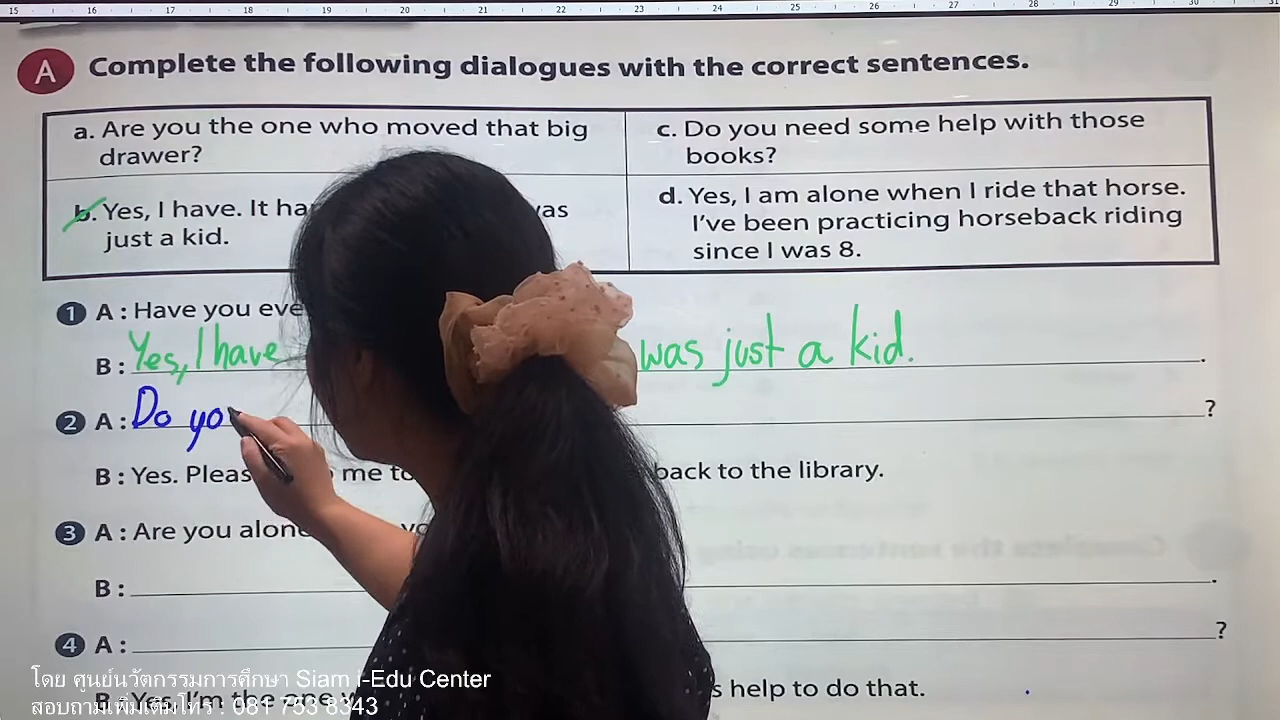 15 16 17 18 19 20 21 22 23 24 25 26 27 28 29 30
A Complete the following dialogues with the correct sentences.
a. Are you the one who moved that big
drawer?
b. Yes, I have. It
just a kid.
c. Do you need some help with those
books?
d. Yes, I am alone when I ride that horse.
I've been practicing horseback riding
since I was 8.
1 A : Have you
B : Yes, I have was just a kid.
2 A : Do yo ?
B : Yes. me back to the library.
3 A : Are you
B : .
4 A : ?
B : Yes, I'm the one help to do that.
โดย ศูนย์นวัตกรรมการศึกษา Siam i-Edu Center
สอบถามเพิ่มเติมโทร : 081 753 8343